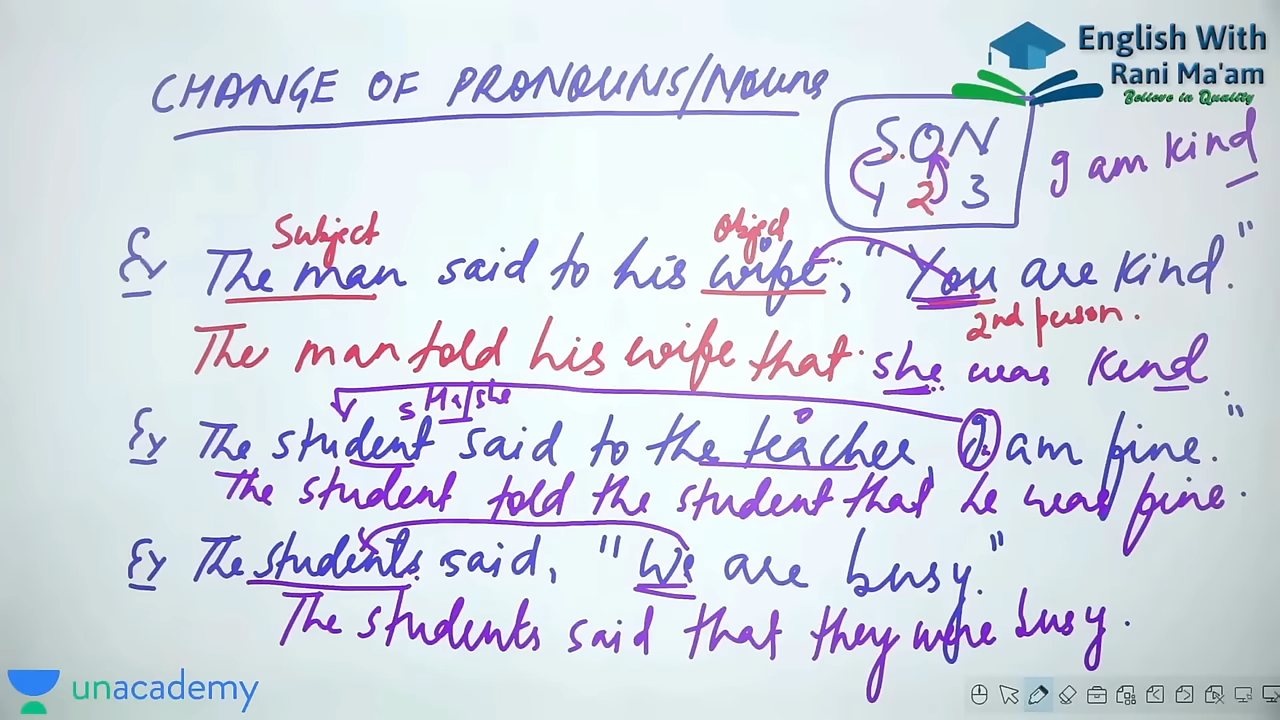 English With
Rani Ma'am
Believe in Quality
CHANGE OF PRONOUNS/NOUNS
S O N
1 2 3
I am kind
Subject
Object
Ex The man said to his wife, "You are kind."
2nd person.
The man told his wife that she was kind
S He/she
O
Ex The student said to the teacher, I am fine."
The student told the student that he was fine.
Ex The students said, "We are busy."
The students said that they were busy.
unacademy